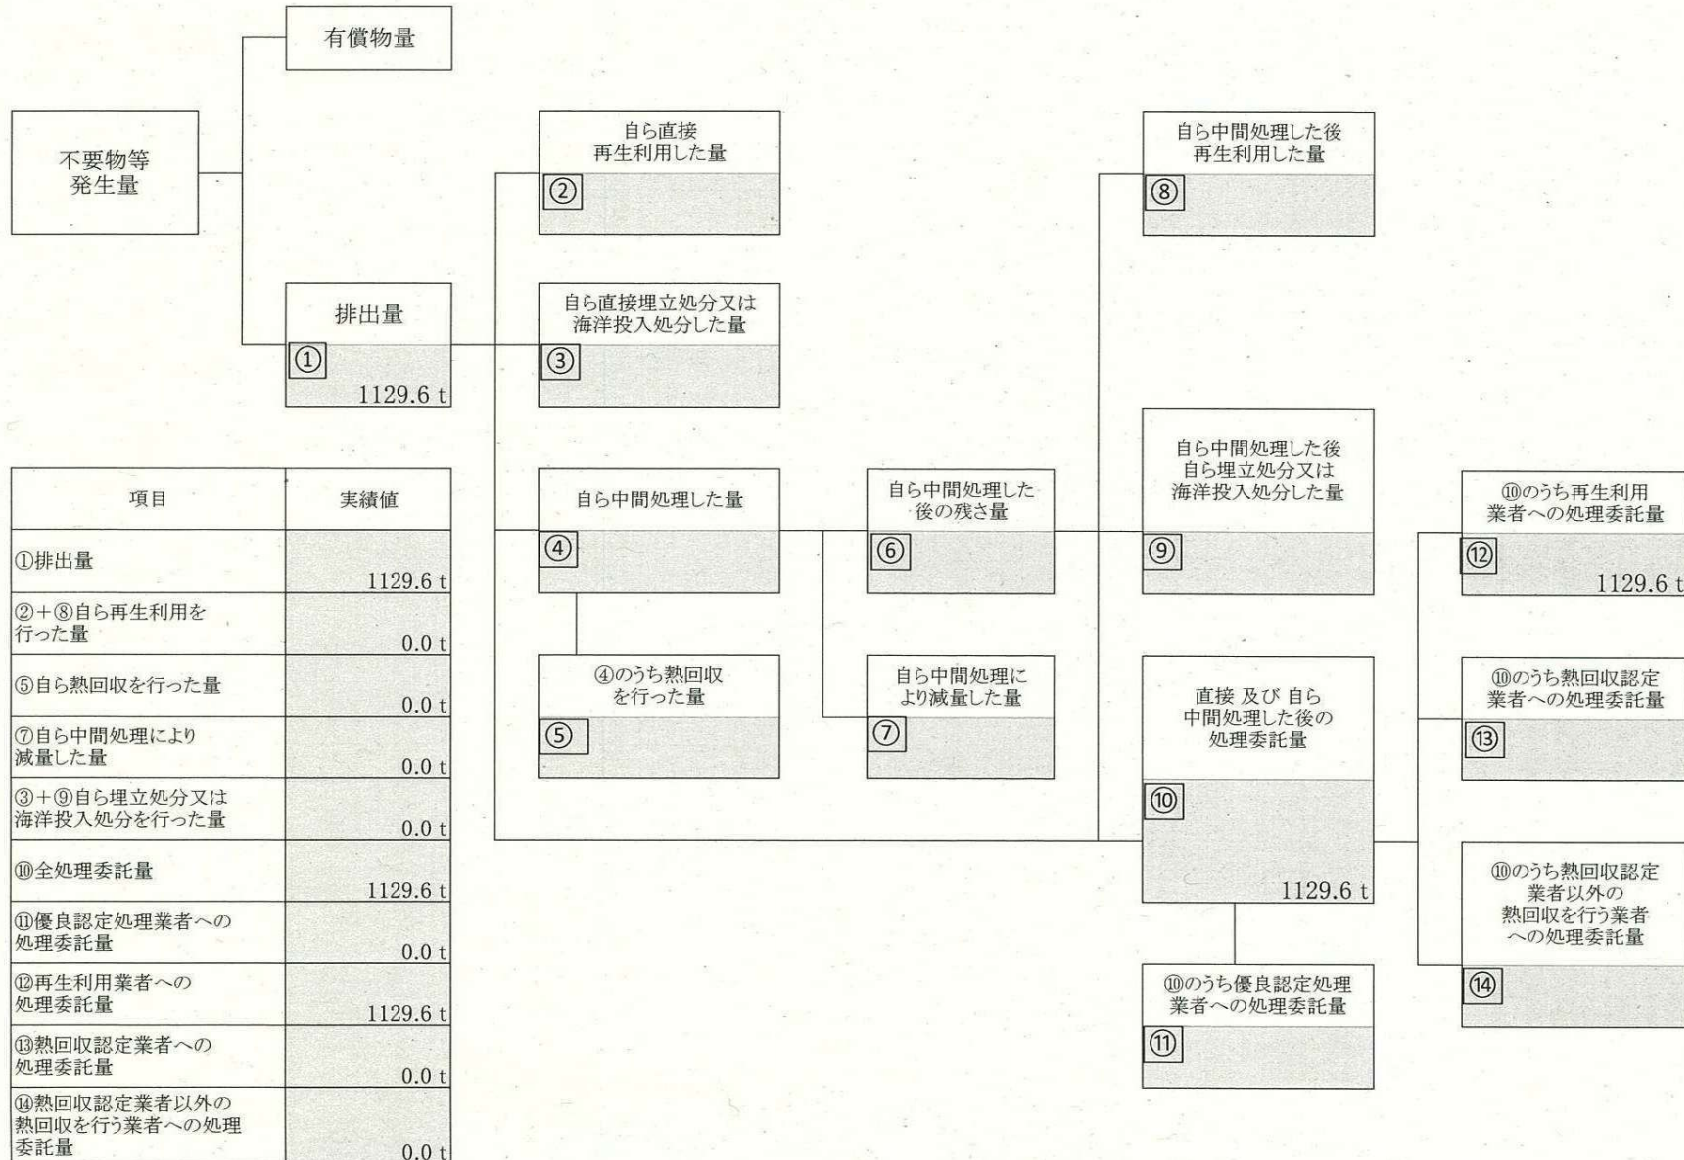 有償物量
不要物等
発生量
自ら直接
再生利用した量
②
自ら中間処理した後
再生利用した量
⑧
排出量
①
1129.6 t
自ら直接埋立処分又は
海洋投入処分した量
③
自ら中間処理した量
④
自ら中間処理した
後の残さ量
⑥
自ら中間処理した後
自ら埋立処分又は
海洋投入処分した量
⑨
⑩のうち再生利用
業者への処理委託量
⑫
1129.6 t
④のうち熱回収
を行った量
⑤
自ら中間処理に
より減量した量
⑦
直接 及び 自ら
中間処理した後の
処理委託量
⑩
1129.6 t
⑩のうち熱回収認定
業者への処理委託量
⑬
⑩のうち熱回収認定
業者以外の
熱回収を行う業者
への処理委託量
⑭
⑩のうち優良認定処理
業者への処理委託量
⑪
項目 実績値
①排出量
1129.6 t
②＋⑧自ら再生利用を
行った量
0.0 t
⑤自ら熱回収を行った量
0.0 t
⑦自ら中間処理により
減量した量
0.0 t
③＋⑨自ら埋立処分又は
海洋投入処分を行った量
0.0 t
⑩全処理委託量
1129.6 t
⑪優良認定処理業者への
処理委託量
0.0 t
⑫再生利用業者への
処理委託量
1129.6 t
⑬熱回収認定業者への
処理委託量
0.0 t
⑭熱回収認定業者以外の
熱回収を行う業者への処理
委託量
0.0 t